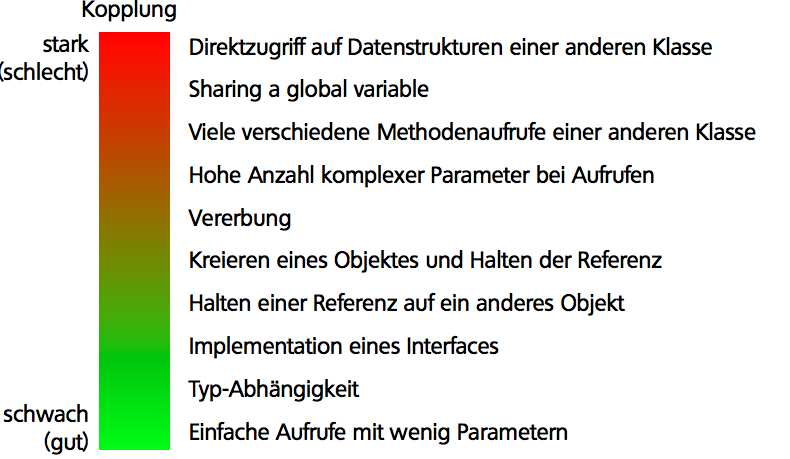 Kopplung
stark
(schlecht)
Direktzugriff auf Datenstrukturen einer anderen Klasse
Sharing a global variable
Viele verschiedene Methodenaufrufe einer anderen Klasse
Hohe Anzahl komplexer Parameter bei Aufrufen
Vererbung
Kreieren eines Objektes und Halten der Referenz
Halten einer Referenz auf ein anderes Objekt
Implementation eines Interfaces
Typ-Abhängigkeit
schwach
(gut)
Einfache Aufrufe mit wenig Parametern